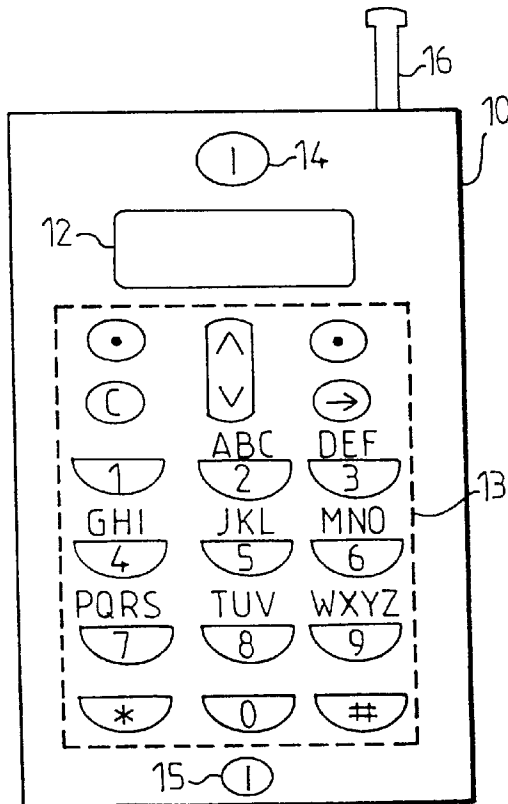 16
10
14
12
C →
ABC DEF
1 2 3
13
GHI JKL MNO
4 5 6
PQRS TUV WXYZ
7 8 9
* 0 #
15